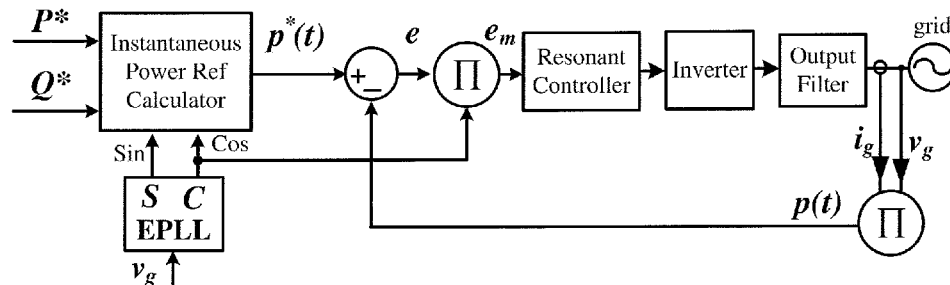 P*
Q*
Instantaneous
Power Ref
Calculator
p*(t)
e
e_m
+
−
Π
Resonant
Controller
Inverter
Output
Filter
grid
Sin
Cos
S C
EPLL
v_g
i_g
v_g
p(t)
Π